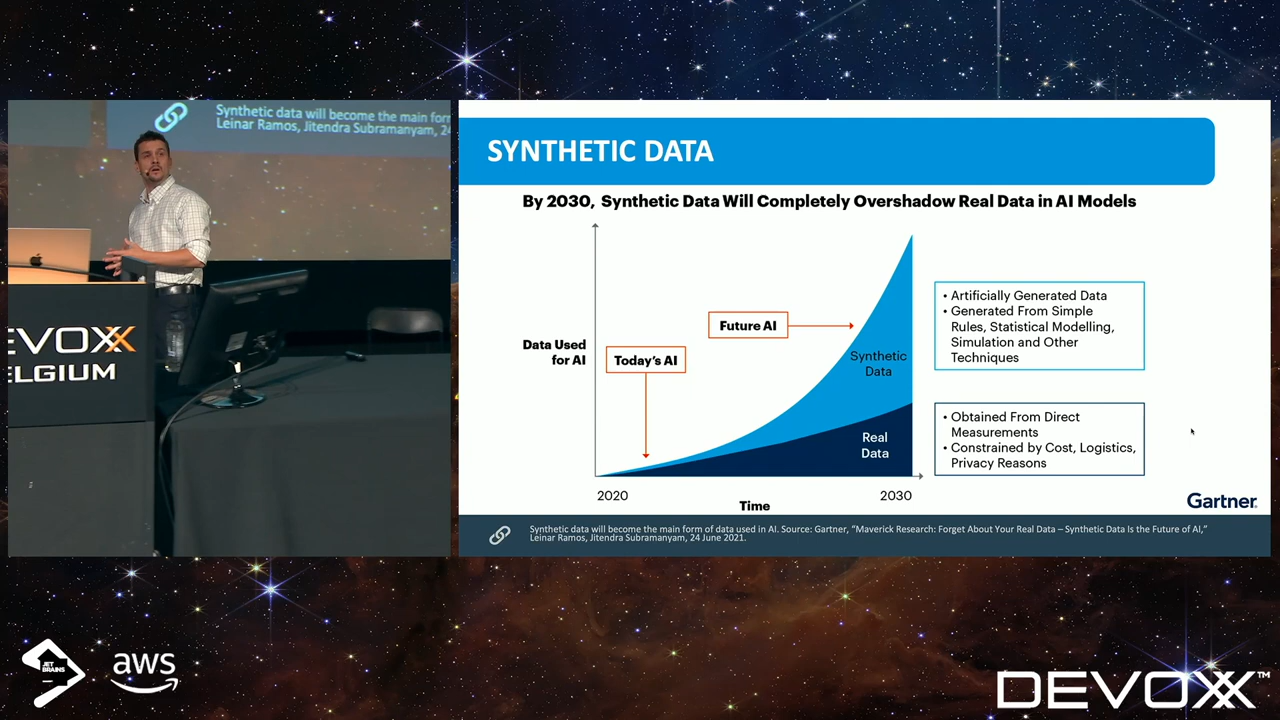 Synthetic data will become the main for
Leinar Ramos, Jitendra Subramanyam, 24
EVOXX
ELGIUM
SYNTHETIC DATA
By 2030, Synthetic Data Will Completely Overshadow Real Data in AI Models
Data Used
for AI
Today's AI
Future AI
Synthetic
Data
Real
Data
2020
2030
Time
• Artificially Generated Data
• Generated From Simple
Rules, Statistical Modelling,
Simulation and Other
Techniques
• Obtained From Direct
Measurements
• Constrained by Cost, Logistics,
Privacy Reasons
Gartner
Synthetic data will become the main form of data used in AI. Source: Gartner, “Maverick Research: Forget About Your Real Data – Synthetic Data Is the Future of AI,”
Leinar Ramos, Jitendra Subramanyam, 24 June 2021.
JET
BRAINS
aws
DEVOXX™